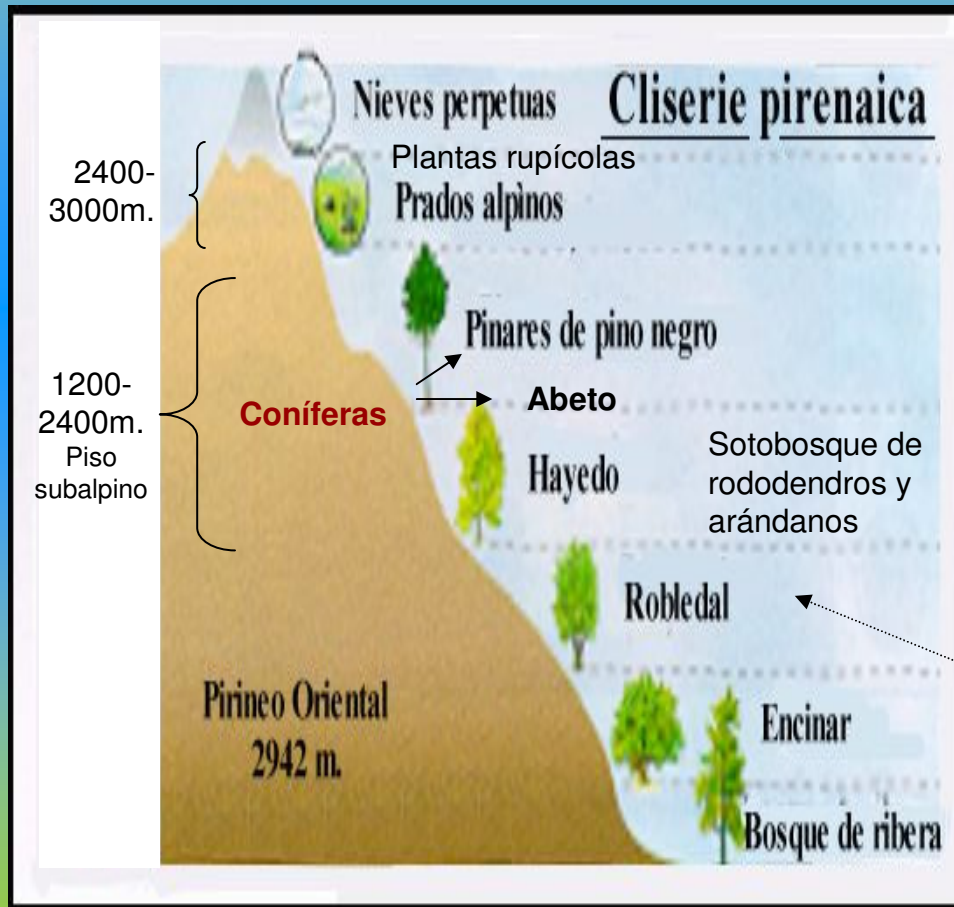 Cliserie pirenaica
Nieves perpetuas
Plantas rupícolas
2400-
3000m.
Prados alpinos
Pinares de pino negro
1200-
2400m.
Piso
subalpino
Coníferas
Abeto
Hayedo
Sotobosque de
rododendros y
arándanos
Robledal
Pirineo Oriental
2942 m.
Encinar
Bosque de ribera